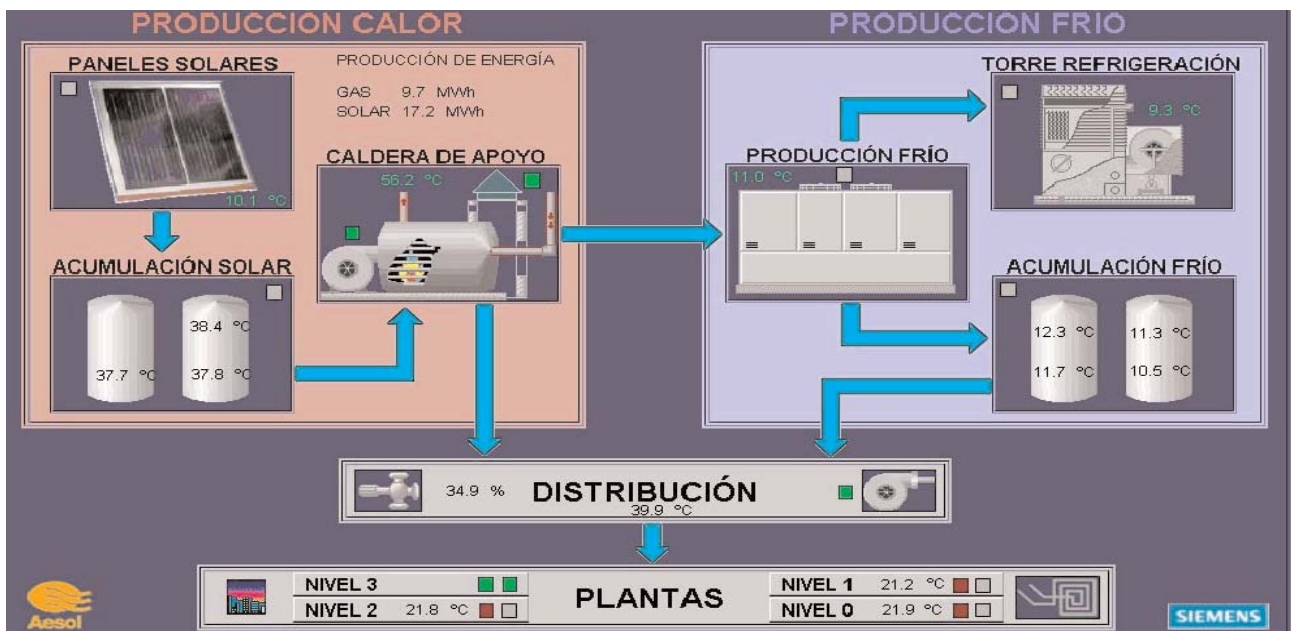 PRODUCCIÓN CALOR
PANELES SOLARES
10.1 °C
PRODUCCIÓN DE ENERGÍA
GAS 9.7 MWh
SOLAR 17.2 MWh
CALDERA DE APOYO
56.2 °C
ACUMULACIÓN SOLAR
38.4 °C
37.7 °C 37.8 °C
PRODUCCIÓN FRIO
TORRE REFRIGERACIÓN
9.3 °C
PRODUCCIÓN FRÍO
11.0 °C
ACUMULACIÓN FRÍO
12.3 °C 11.3 °C
11.7 °C 10.5 °C
34.9 % DISTRIBUCIÓN
39.9 °C
PLANTAS
NIVEL 3
NIVEL 2 21.8 °C
NIVEL 1 21.2 °C
NIVEL 0 21.9 °C
Aesol
SIEMENS